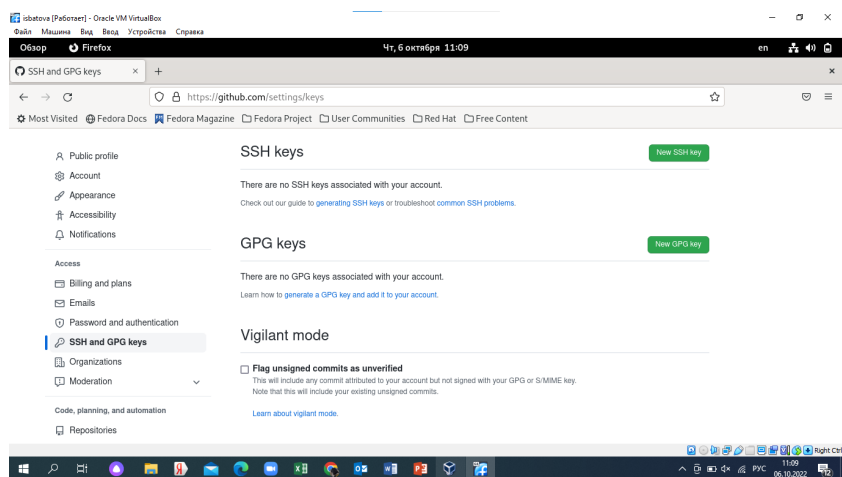 isbatova [Работает] - Oracle VM VirtualBox
Файл Машина Вид Ввод Устройства Справка
Обзор Firefox Чт, 6 октября 11:09 en
SSH and GPG keys × +
https://github.com/settings/keys
Most Visited Fedora Docs Fedora Magazine Fedora Project User Communities Red Hat Free Content
Public profile
Account
Appearance
Accessibility
Notifications
Access
Billing and plans
Emails
Password and authentication
SSH and GPG keys
Organizations
Moderation
Code, planning, and automation
Repositories
SSH keys
New SSH key
There are no SSH keys associated with your account.
Check out our guide to generating SSH keys or troubleshoot common SSH problems.
GPG keys
New GPG key
There are no GPG keys associated with your account.
Learn how to generate a GPG key and add it to your account.
Vigilant mode
Flag unsigned commits as unverified
This will include any commit attributed to your account but not signed with your GPG or S/MIME key.
Note that this will include your existing unsigned commits.
Learn about vigilant mode.
Right Ctrl
РУС
11:09
06.10.2022